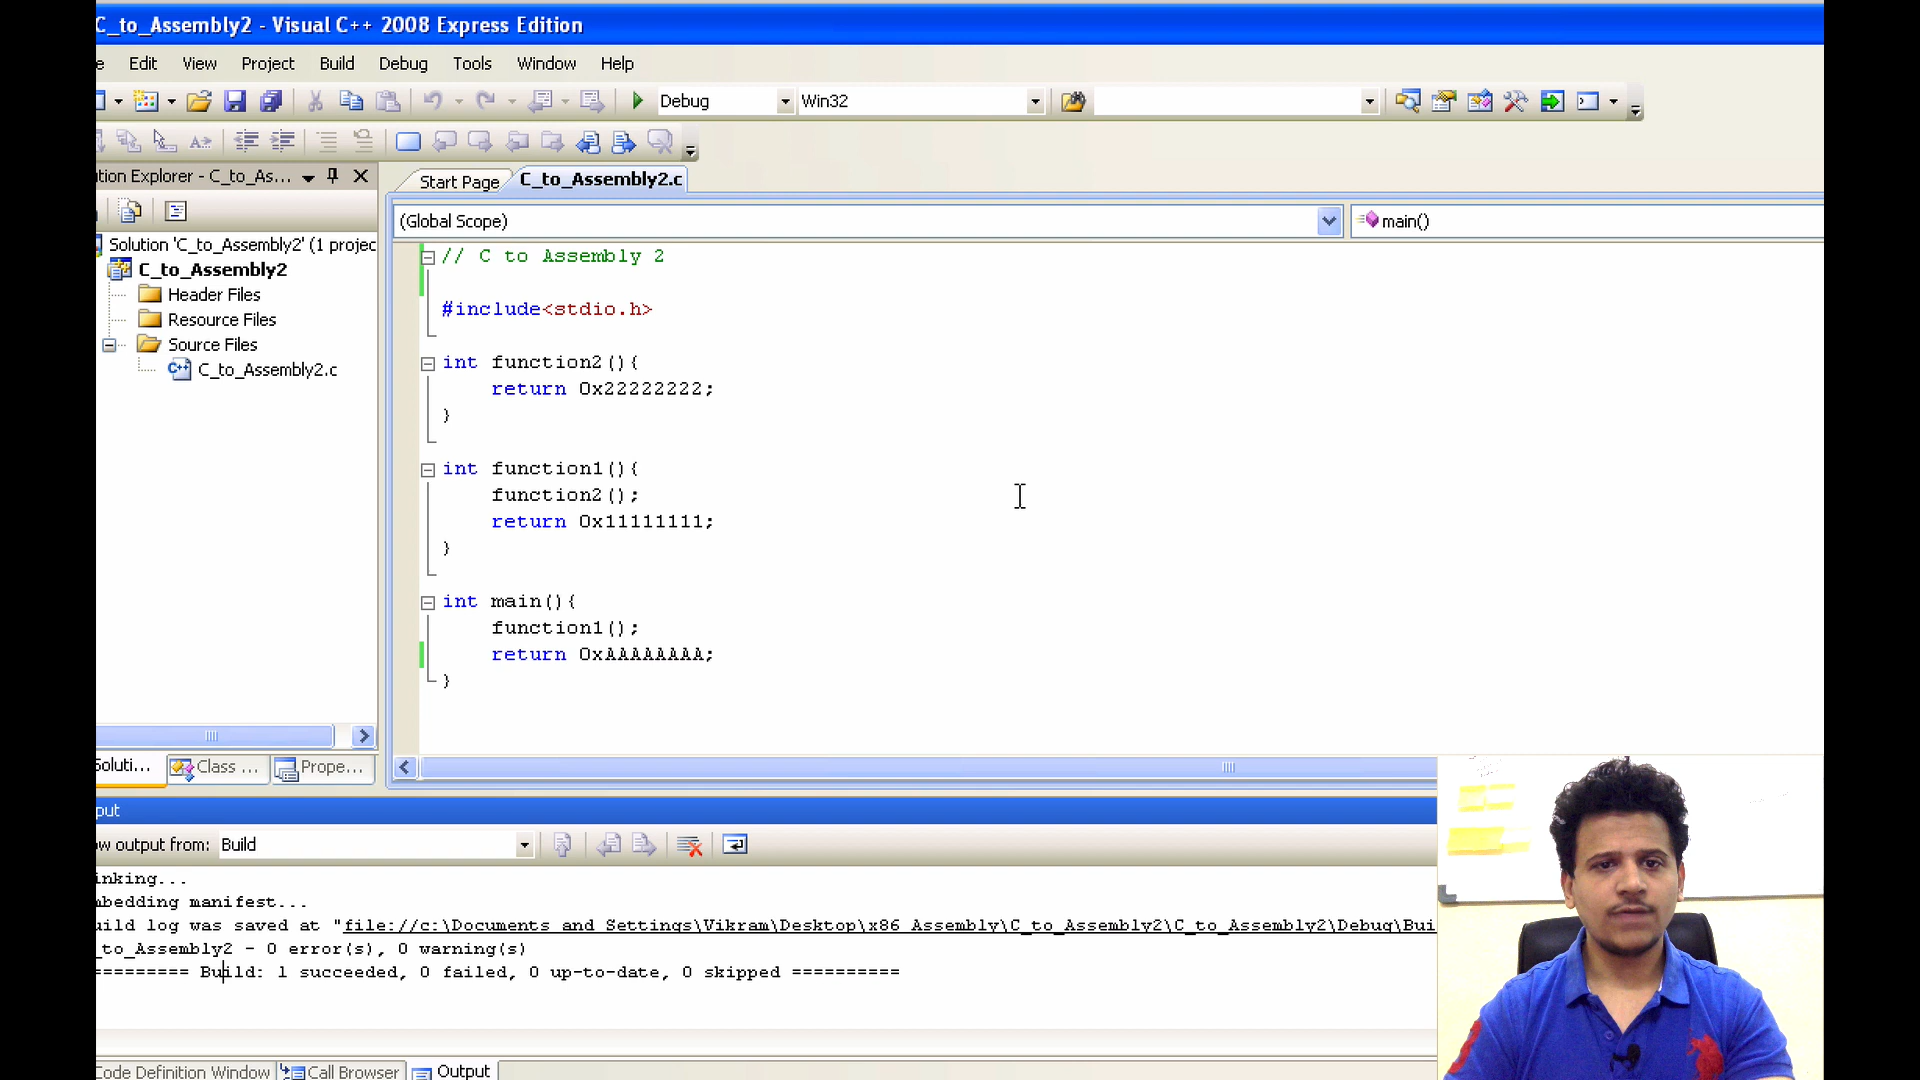 C_to_Assembly2 - Visual C++ 2008 Express Edition
e Edit View Project Build Debug Tools Window Help
Debug Win32
tion Explorer - C_to_As...
Start Page C_to_Assembly2.c
(Global Scope) main()
Solution 'C_to_Assembly2' (1 projec
C_to_Assembly2
Header Files
Resource Files
Source Files
C_to_Assembly2.c
// C to Assembly 2
#include<stdio.h>
int function2(){
return 0x22222222;
}
int function1(){
function2();
return 0x11111111;
}
int main(){
function1();
return 0xAAAAAAAA;
}
Soluti... Class ... Prope...
put
w output from: Build
inking...
mbedding manifest...
uild log was saved at "file://c:\Documents and Settings\Vikram\Desktop\x86 Assembly\C_to_Assembly2\C_to_Assembly2\Debug\Bui
_to_Assembly2 - 0 error(s), 0 warning(s)
========= Build: 1 succeeded, 0 failed, 0 up-to-date, 0 skipped ==========
Code Definition Window Call Browser Output